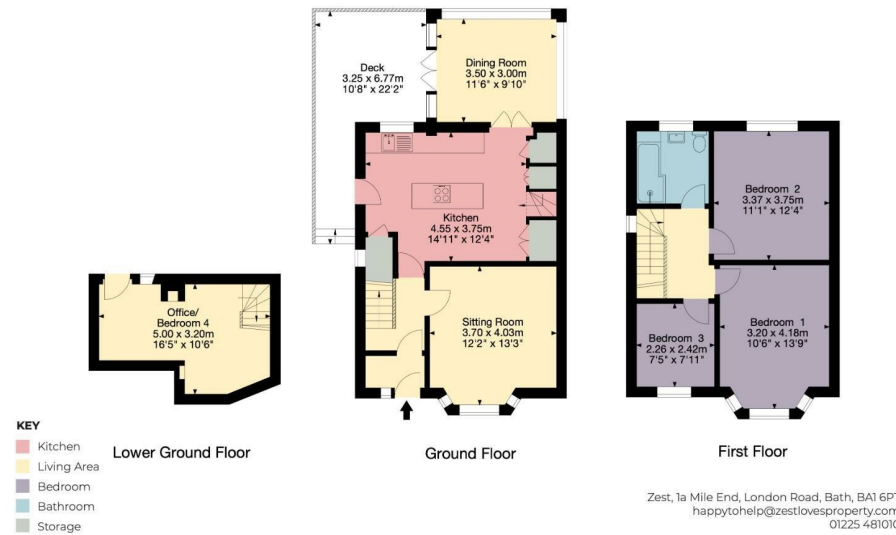 Deck
3.25 x 6.77m
10'8" x 22'2"
Dining Room
3.50 x 3.00m
11'6" x 9'10"
Kitchen
4.55 x 3.75m
14'11" x 12'4"
Sitting Room
3.70 x 4.03m
12'2" x 13'3"
Bedroom 2
3.37 x 3.75m
11'1" x 12'4"
Bedroom 1
3.20 x 4.18m
10'6" x 13'9"
Bedroom 3
2.26 x 2.42m
7'5" x 7'11"
Office/
Bedroom 4
5.00 x 3.20m
16'5" x 10'6"
Lower Ground Floor
Ground Floor
First Floor
KEY
Kitchen
Living Area
Bedroom
Bathroom
Storage
Zest, 1a Mile End, London Road, Bath, BA1 6PT
happytohelp@zestlovesproperty.com
01225 481010